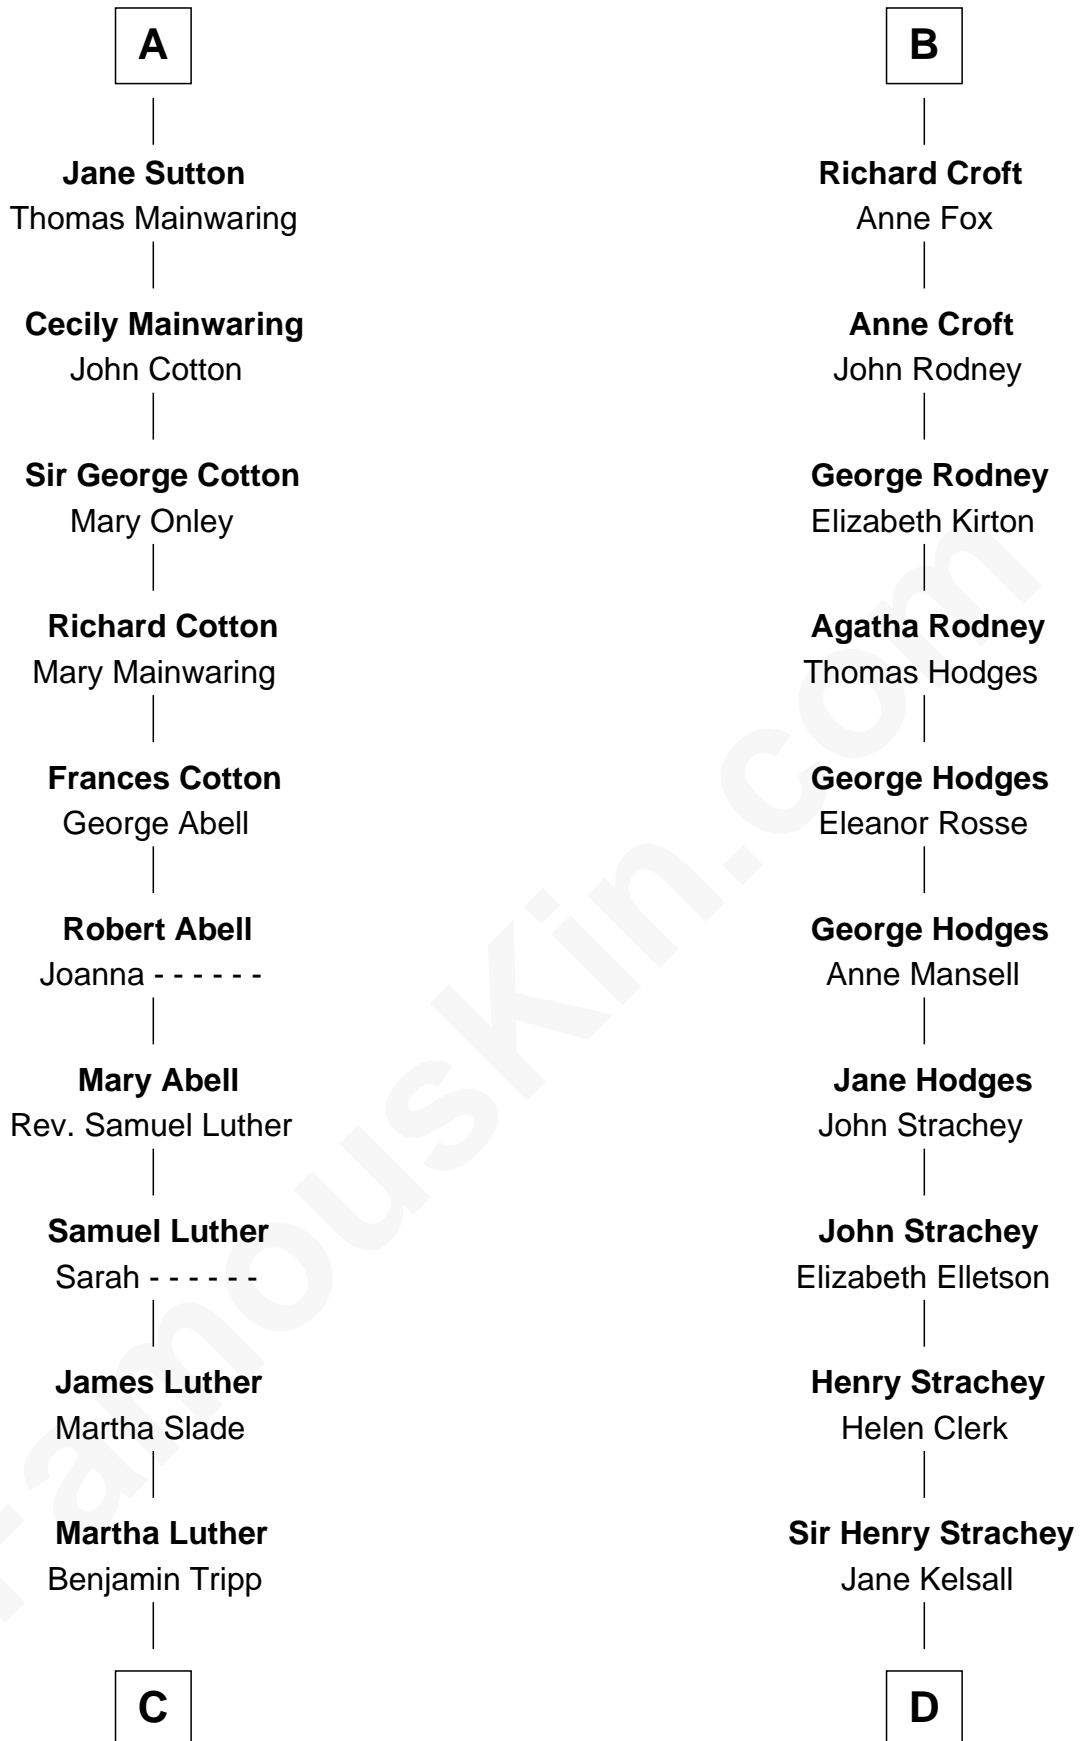 A
Jane Sutton
Thomas Mainwaring
Cecily Mainwaring
John Cotton
Sir George Cotton
Mary Onley
Richard Cotton
Mary Mainwaring
Frances Cotton
George Abell
Robert Abell
Joanna - - - - - -
Mary Abell
Rev. Samuel Luther
Samuel Luther
Sarah - - - - - -
James Luther
Martha Slade
Martha Luther
Benjamin Tripp
C
B
Richard Croft
Anne Fox
Anne Croft
John Rodney
George Rodney
Elizabeth Kirton
Agatha Rodney
Thomas Hodges
George Hodges
Eleanor Rosse
George Hodges
Anne Mansell
Jane Hodges
John Strachey
John Strachey
Elizabeth Elletson
Henry Strachey
Helen Clerk
Sir Henry Strachey
Jane Kelsall
D
FamousKin.com